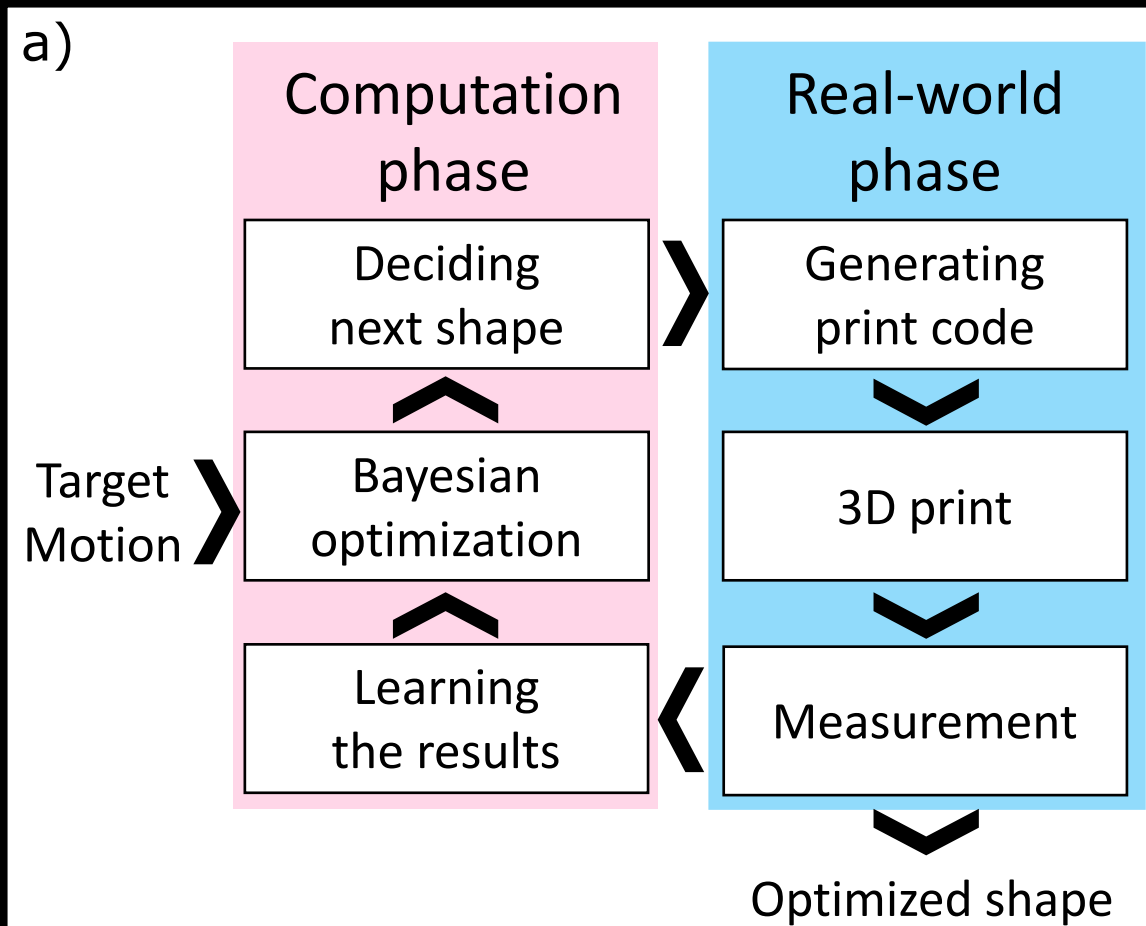 a)
Computation
phase
Real-world
phase
Deciding
next shape
Generating
print code
Target
Motion
Bayesian
optimization
3D print
Learning
the results
Measurement
Optimized shape